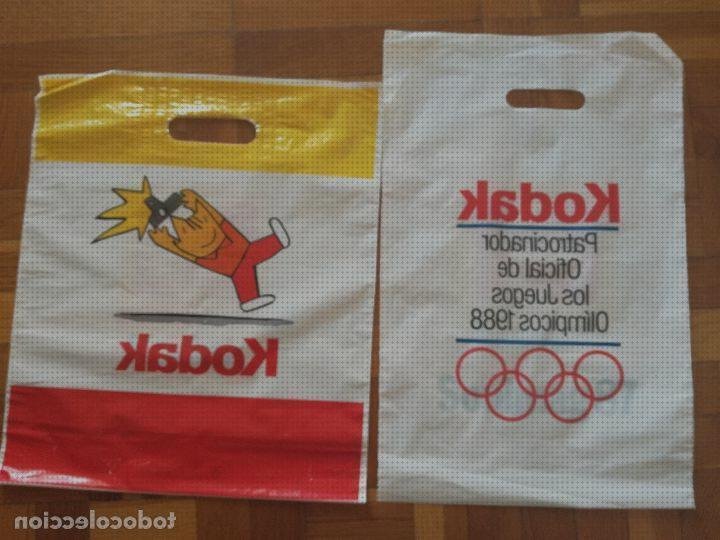 Kodak
Kodak
Patrocinador
Oficial de
los Juegos
Olímpicos 1988
todocoleccion